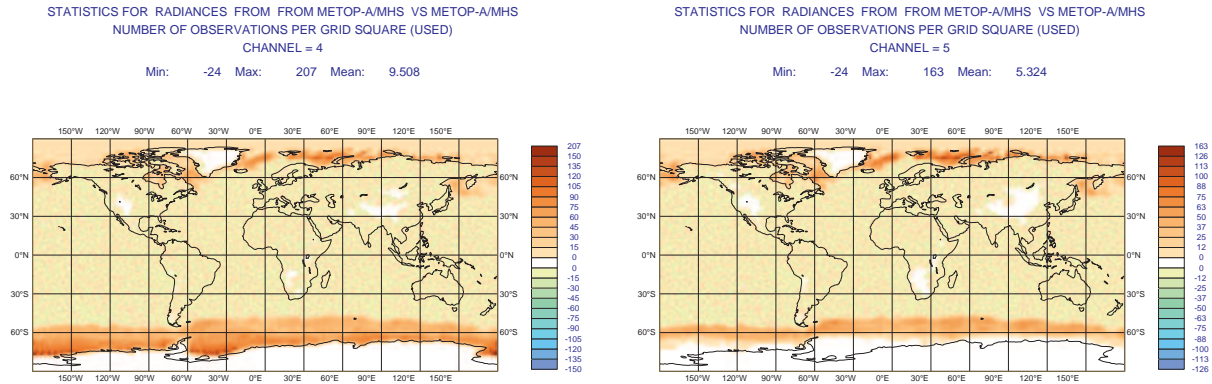 STATISTICS FOR RADIANCES FROM FROM METOP-A/MHS VS METOP-A/MHS
NUMBER OF OBSERVATIONS PER GRID SQUARE (USED)
CHANNEL = 4
Min: -24 Max: 207 Mean: 9.508
150°W 120°W 90°W 60°W 30°W 0°E 30°E 60°E 90°E 120°E 150°E
60°N
30°N
0°N
30°S
60°S
60°N
30°N
0°N
30°S
60°S
150°W 120°W 90°W 60°W 30°W 0°E 30°E 60°E 90°E 120°E 150°E
207
150
135
120
105
90
75
60
45
30
15
0
0
-15
-30
-45
-60
-75
-90
-105
-120
-135
-150
STATISTICS FOR RADIANCES FROM FROM METOP-A/MHS VS METOP-A/MHS
NUMBER OF OBSERVATIONS PER GRID SQUARE (USED)
CHANNEL = 5
Min: -24 Max: 163 Mean: 5.324
150°W 120°W 90°W 60°W 30°W 0°E 30°E 60°E 90°E 120°E 150°E
60°N
30°N
0°N
30°S
60°S
60°N
30°N
0°N
30°S
60°S
150°W 120°W 90°W 60°W 30°W 0°E 30°E 60°E 90°E 120°E 150°E
163
126
113
100
88
75
63
50
37
25
12
0
0
-12
-25
-37
-50
-63
-75
-88
-100
-113
-126